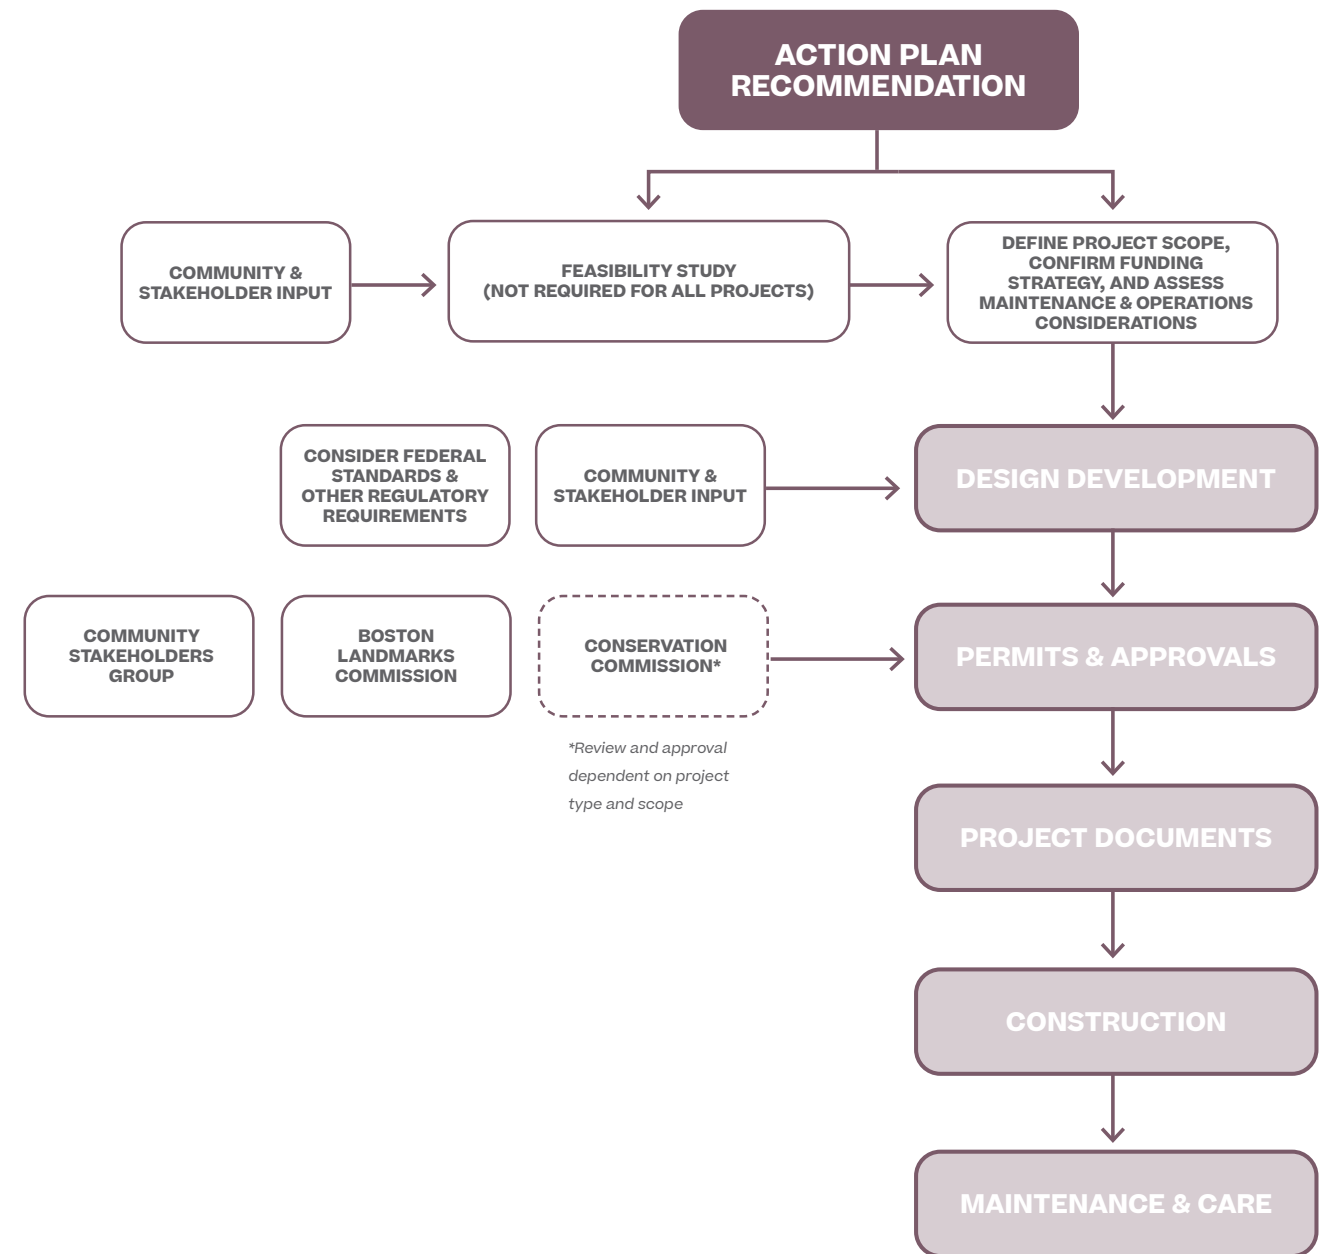 ACTION PLAN
RECOMMENDATION
COMMUNITY &
STAKEHOLDER INPUT
FEASIBILITY STUDY
(NOT REQUIRED FOR ALL PROJECTS)
DEFINE PROJECT SCOPE,
CONFIRM FUNDING
STRATEGY, AND ASSESS
MAINTENANCE & OPERATIONS
CONSIDERATIONS
CONSIDER FEDERAL
STANDARDS &
OTHER REGULATORY
REQUIREMENTS
COMMUNITY &
STAKEHOLDER INPUT
DESIGN DEVELOPMENT
COMMUNITY
STAKEHOLDERS
GROUP
BOSTON
LANDMARKS
COMMISSION
CONSERVATION
COMMISSION*
*Review and approval
dependent on project
type and scope
PERMITS & APPROVALS
PROJECT DOCUMENTS
CONSTRUCTION
MAINTENANCE & CARE